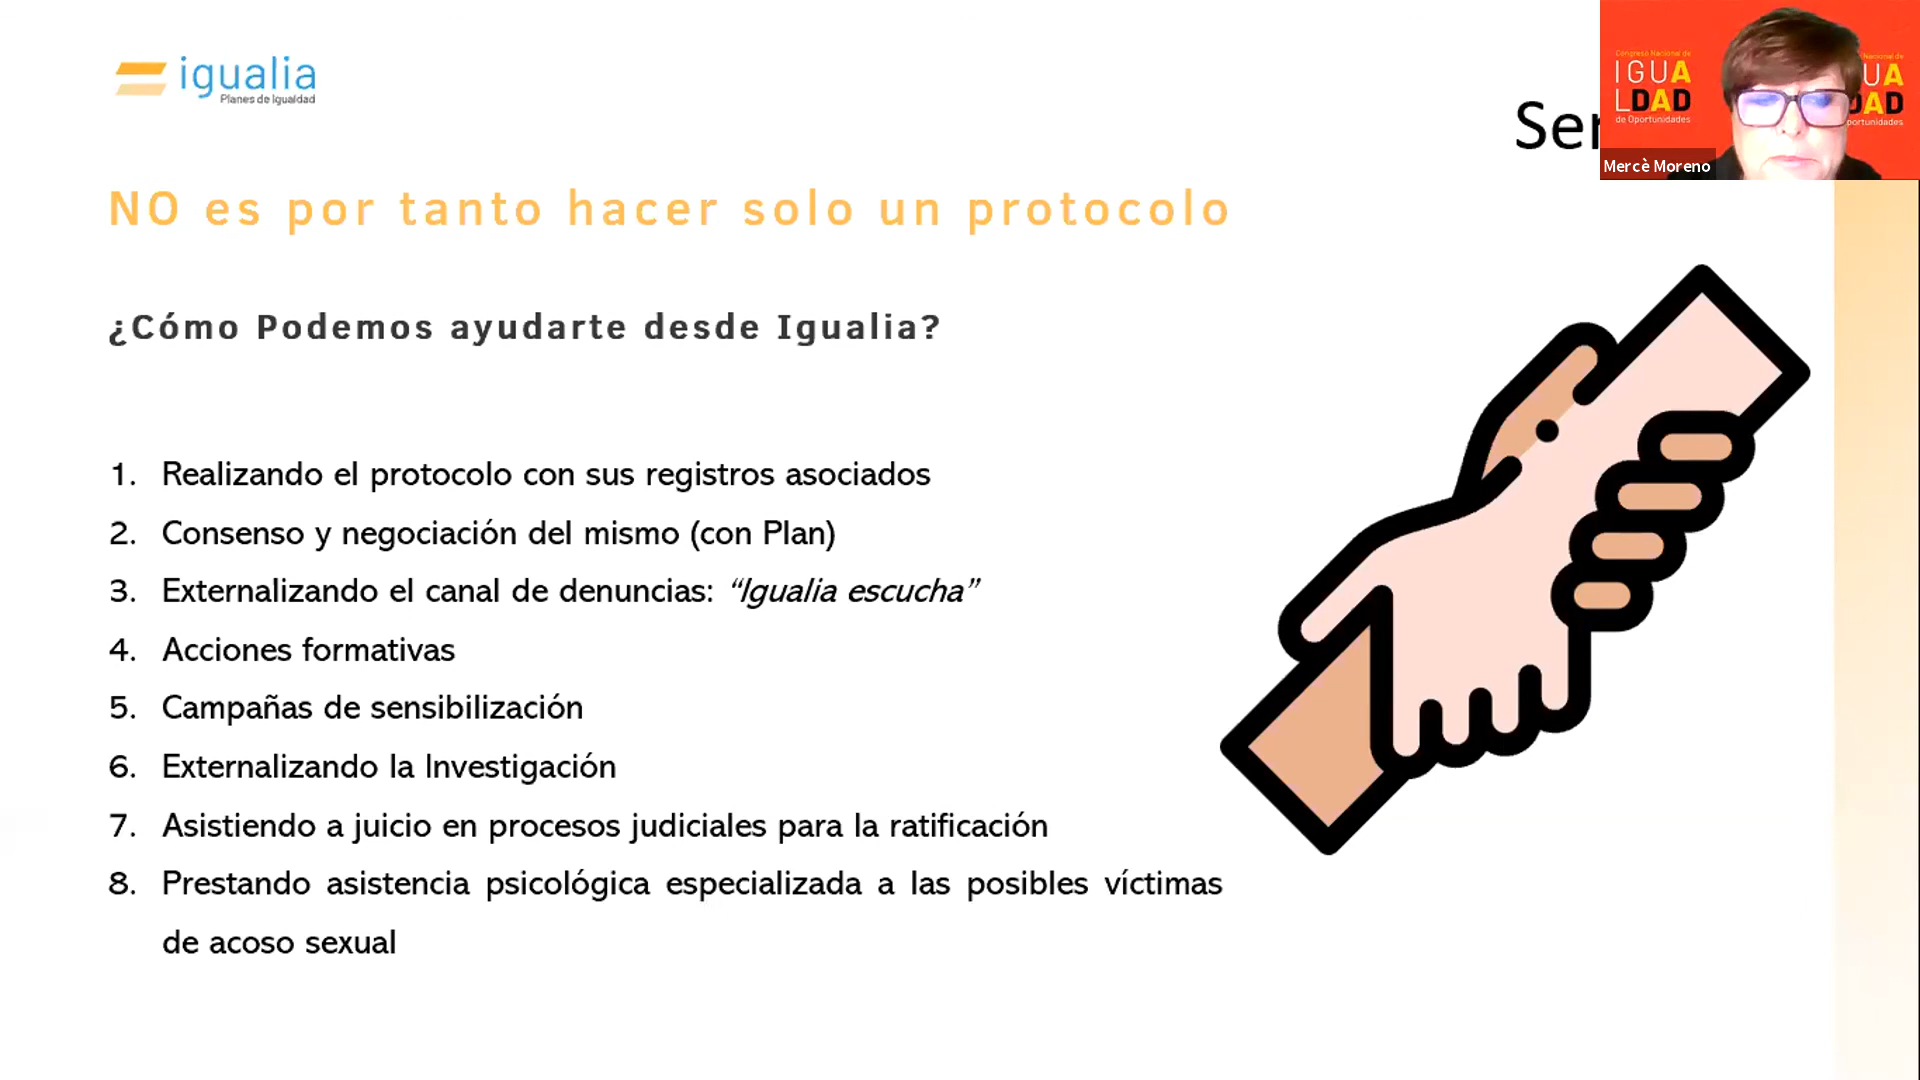 igualia
Planes de Igualdad
Congreso Nacional de
IGUA
LDAD
de Oportunidades
Mercè Moreno
NO es por tanto hacer solo un protocolo
¿Cómo Podemos ayudarte desde Igualia?
1. Realizando el protocolo con sus registros asociados
2. Consenso y negociación del mismo (con Plan)
3. Externalizando el canal de denuncias: “Igualia escucha”
4. Acciones formativas
5. Campañas de sensibilización
6. Externalizando la Investigación
7. Asistiendo a juicio en procesos judiciales para la ratificación
8. Prestando asistencia psicológica especializada a las posibles víctimas
de acoso sexual